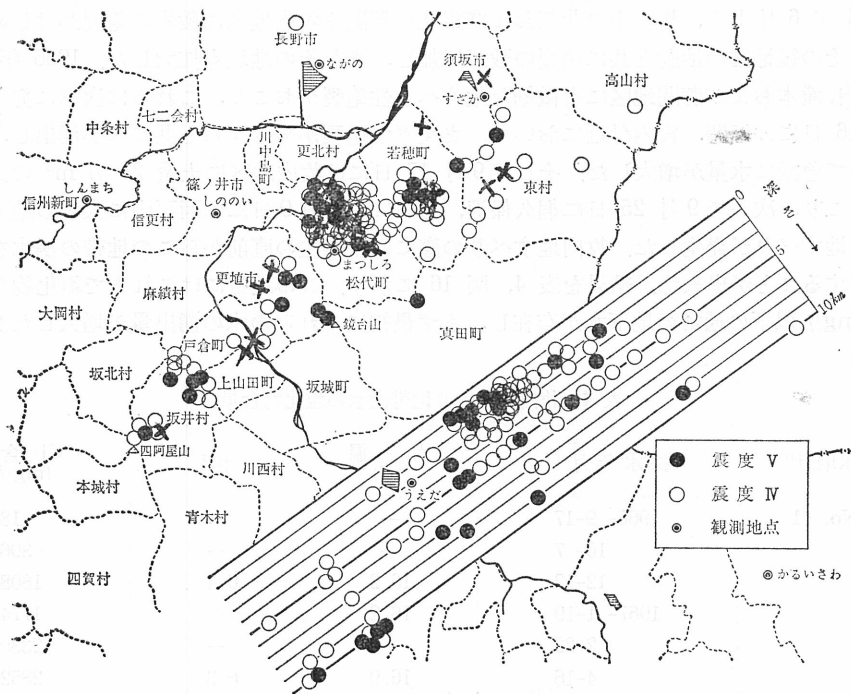 長野市
ながの
須坂市
すざか
高山村
中条村
七二会村
川中島町
更北村
若穂町
東村
信州新町
しんまち
篠ノ井市
しののい
信更村
まつしろ
松代町
更埴市
鏡台山
麻績村
大岡村
戸倉町
真田町
坂北村
上山田町
坂城町
坂井村
四阿屋山
本城村
川西村
青木村
四賀村
うえだ
深さ
0
5
10km
震度 V
震度 IV
観測地点
かるいさわ